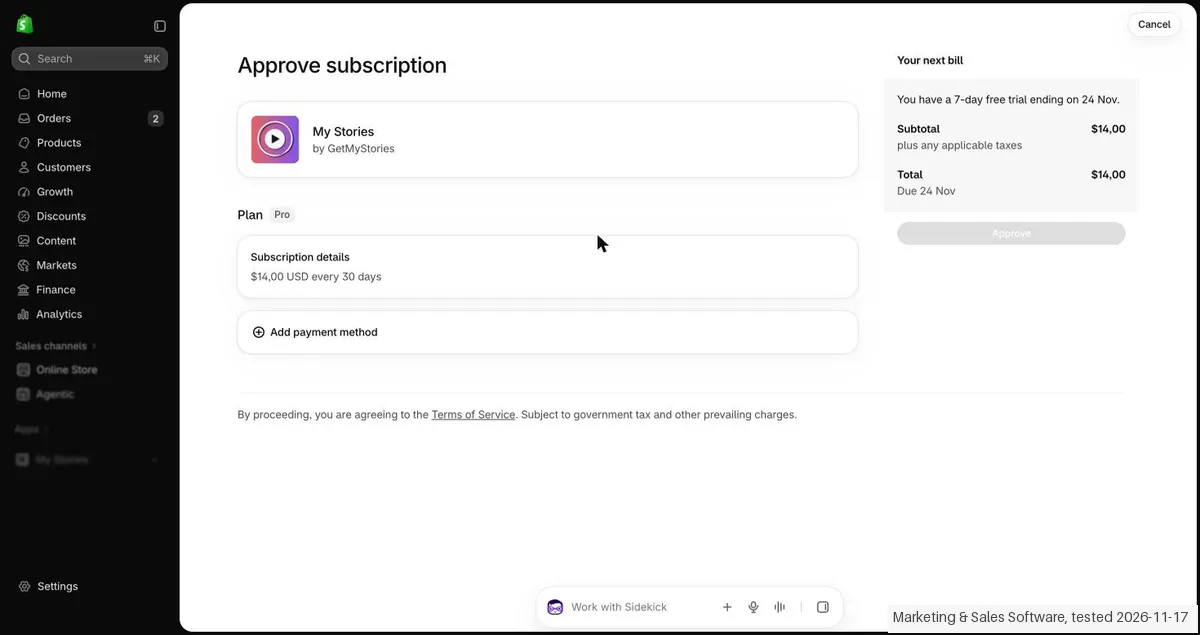 Search ⌘K
Home
Orders 2
Products
Customers
Growth
Discounts
Content
Markets
Finance
Analytics
Sales channels
Online Store
Agentic
Apps
My Stories
Settings
Cancel
Approve subscription
My Stories
by GetMyStories
Plan Pro
Subscription details
$14,00 USD every 30 days
Add payment method
By proceeding, you are agreeing to the Terms of Service. Subject to government tax and other prevailing charges.
Your next bill
You have a 7-day free trial ending on 24 Nov.
Subtotal $14,00
plus any applicable taxes
Total $14,00
Due 24 Nov
Approve
Work with Sidekick
Marketing & Sales Software, tested 2026-11-17